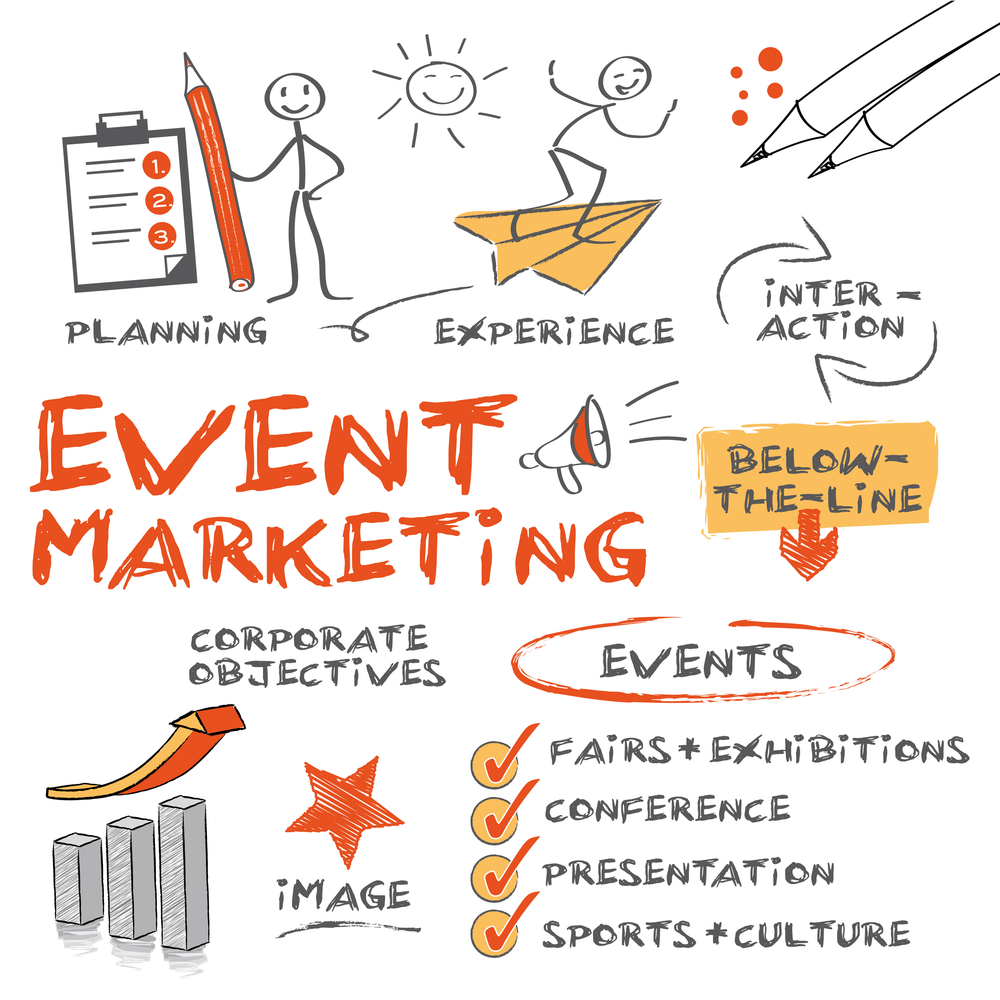 1.
2.
3.
PLANNiNG
EXPERiENCE
iNTER-
ACTiON
EVENT
MARKETiNG
BELOW-
THE-LiNE
CORPORATE
OBJECTiVES
EVENTS
FAiRS + EXHiBiTiONS
CONFERENCE
PRESENTATiON
SPORTS + CULTURE
iMAGE